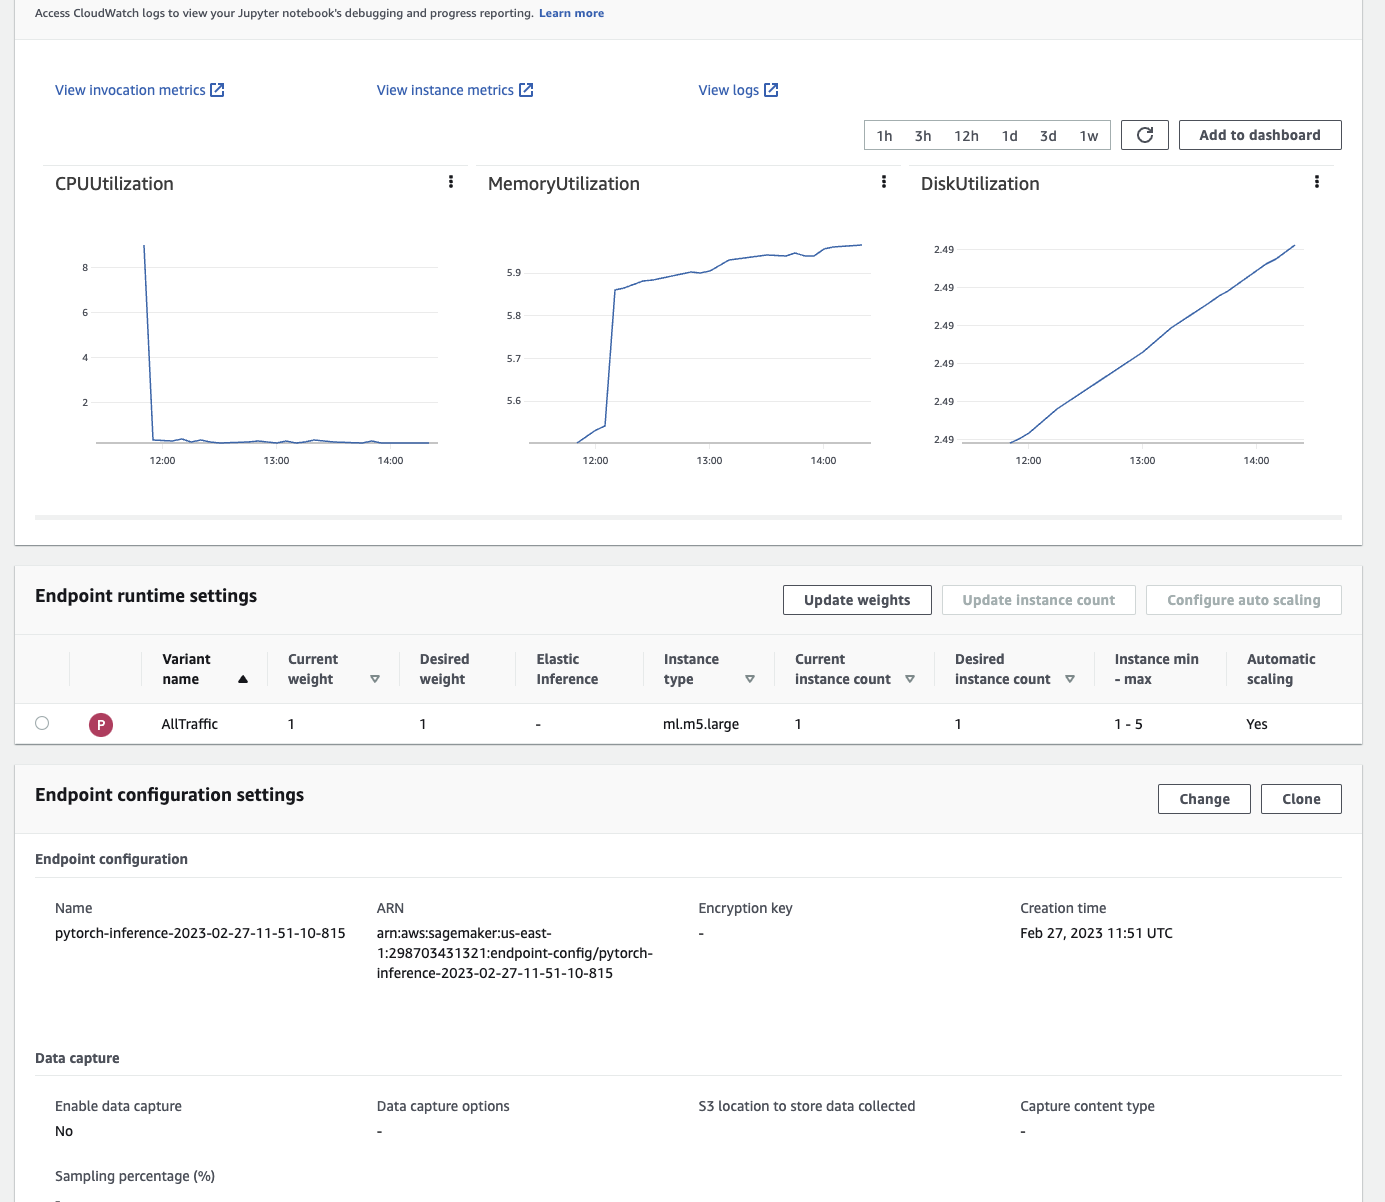 Access CloudWatch logs to view your Jupyter notebook's debugging and progress reporting. Learn more
View invocation metrics
View instance metrics
View logs
1h 3h 12h 1d 3d 1w
Add to dashboard
CPUUtilization
8
6
4
2
12:00 13:00 14:00
MemoryUtilization
5.9
5.8
5.7
5.6
12:00 13:00 14:00
DiskUtilization
2.49
2.49
2.49
2.49
2.49
2.49
12:00 13:00 14:00
Endpoint runtime settings
Update weights
Update instance count
Configure auto scaling
Variant name
Current weight
Desired weight
Elastic Inference
Instance type
Current instance count
Desired instance count
Instance min - max
Automatic scaling
P AllTraffic 1 1 - ml.m5.large 1 1 1 - 5 Yes
Endpoint configuration settings
Change
Clone
Endpoint configuration
Name
pytorch-inference-2023-02-27-11-51-10-815
ARN
arn:aws:sagemaker:us-east-
1:298703431321:endpoint-config/pytorch-
inference-2023-02-27-11-51-10-815
Encryption key
-
Creation time
Feb 27, 2023 11:51 UTC
Data capture
Enable data capture
No
Data capture options
-
S3 location to store data collected
Capture content type
-
Sampling percentage (%)
-